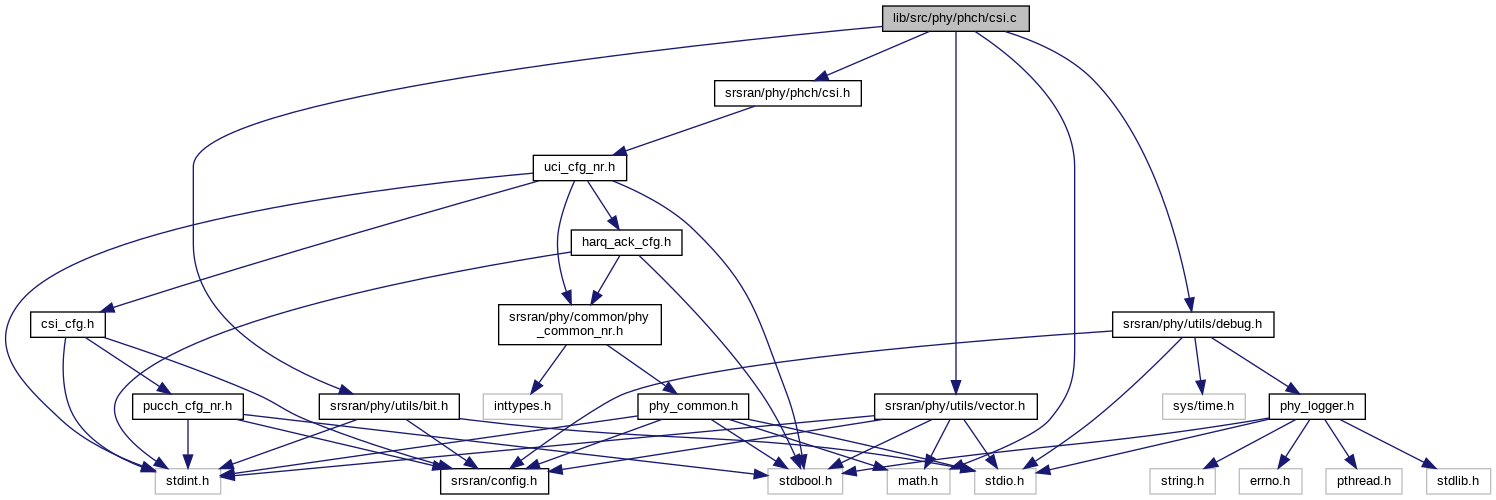 lib/src/phy/phch/csi.c
srsran/phy/phch/csi.h
uci_cfg_nr.h
harq_ack_cfg.h
csi_cfg.h
srsran/phy/common/phy
_common_nr.h
srsran/phy/utils/debug.h
pucch_cfg_nr.h
srsran/phy/utils/bit.h
inttypes.h
phy_common.h
srsran/phy/utils/vector.h
sys/time.h
phy_logger.h
stdint.h
srsran/config.h
stdbool.h
math.h
stdio.h
string.h
errno.h
pthread.h
stdlib.h